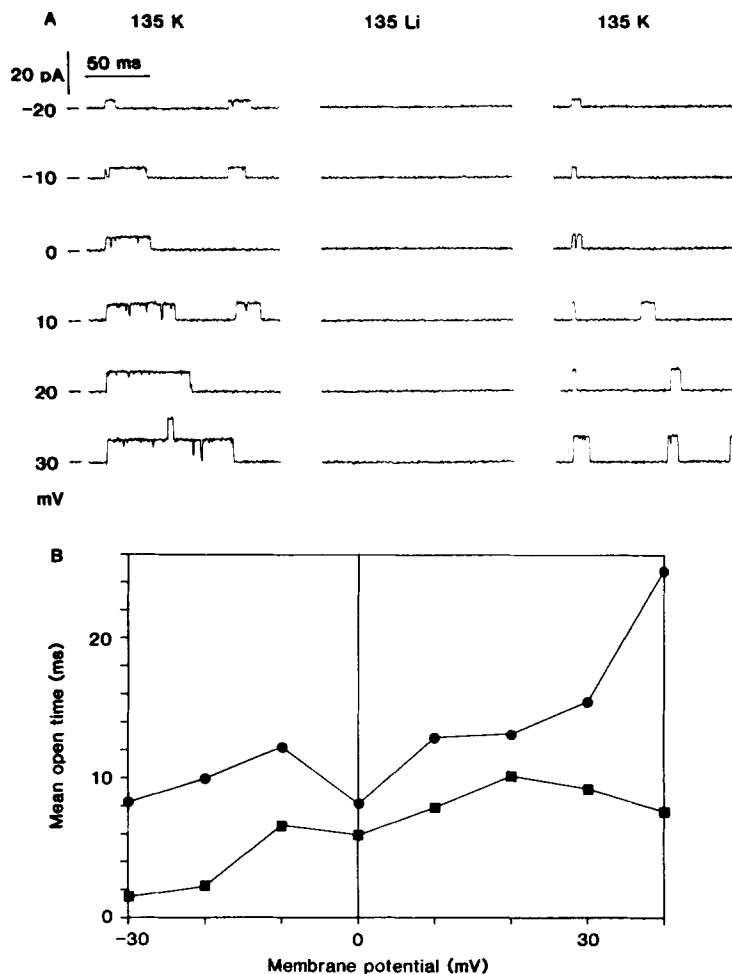 A
135 K 135 Li 135 K
50 ms
20 pA
-20
-10
0
10
20
30
mV
B
Mean open time (ms)
20
10
0
-30 0 30
Membrane potential (mV)